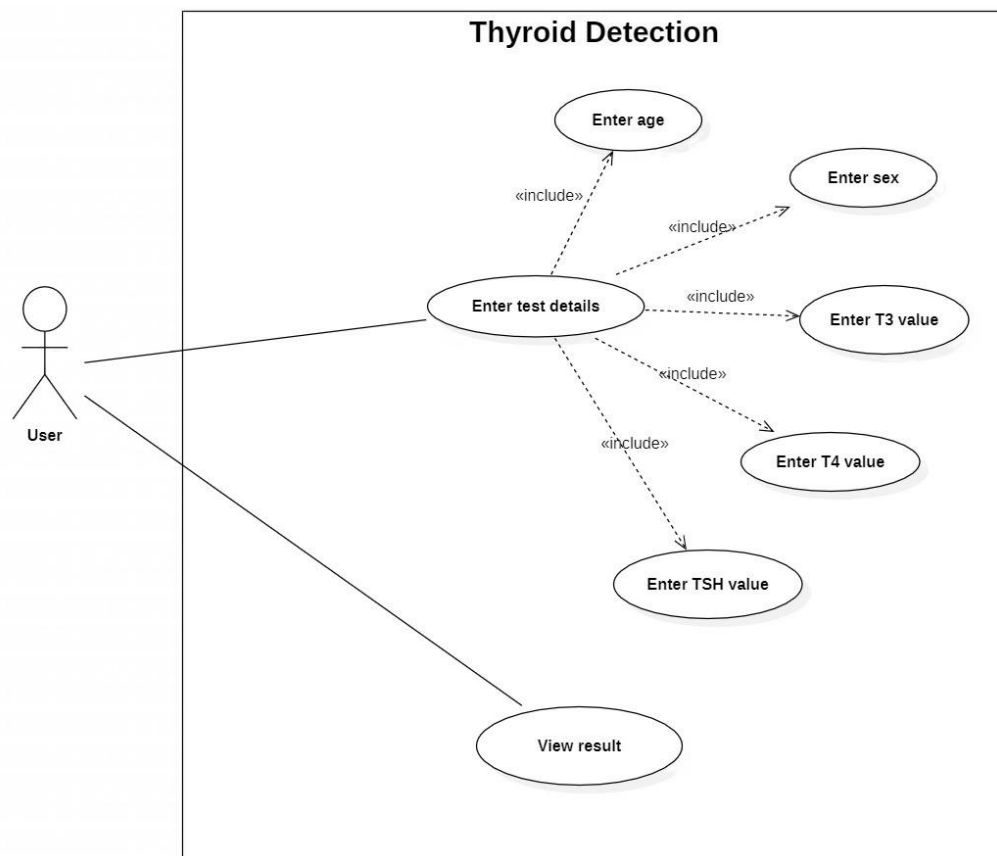 Thyroid Detection
Enter age
Enter sex
«include»
«include»
Enter test details
«include»
Enter T3 value
«include»
User
«include»
Enter T4 value
Enter TSH value
View result